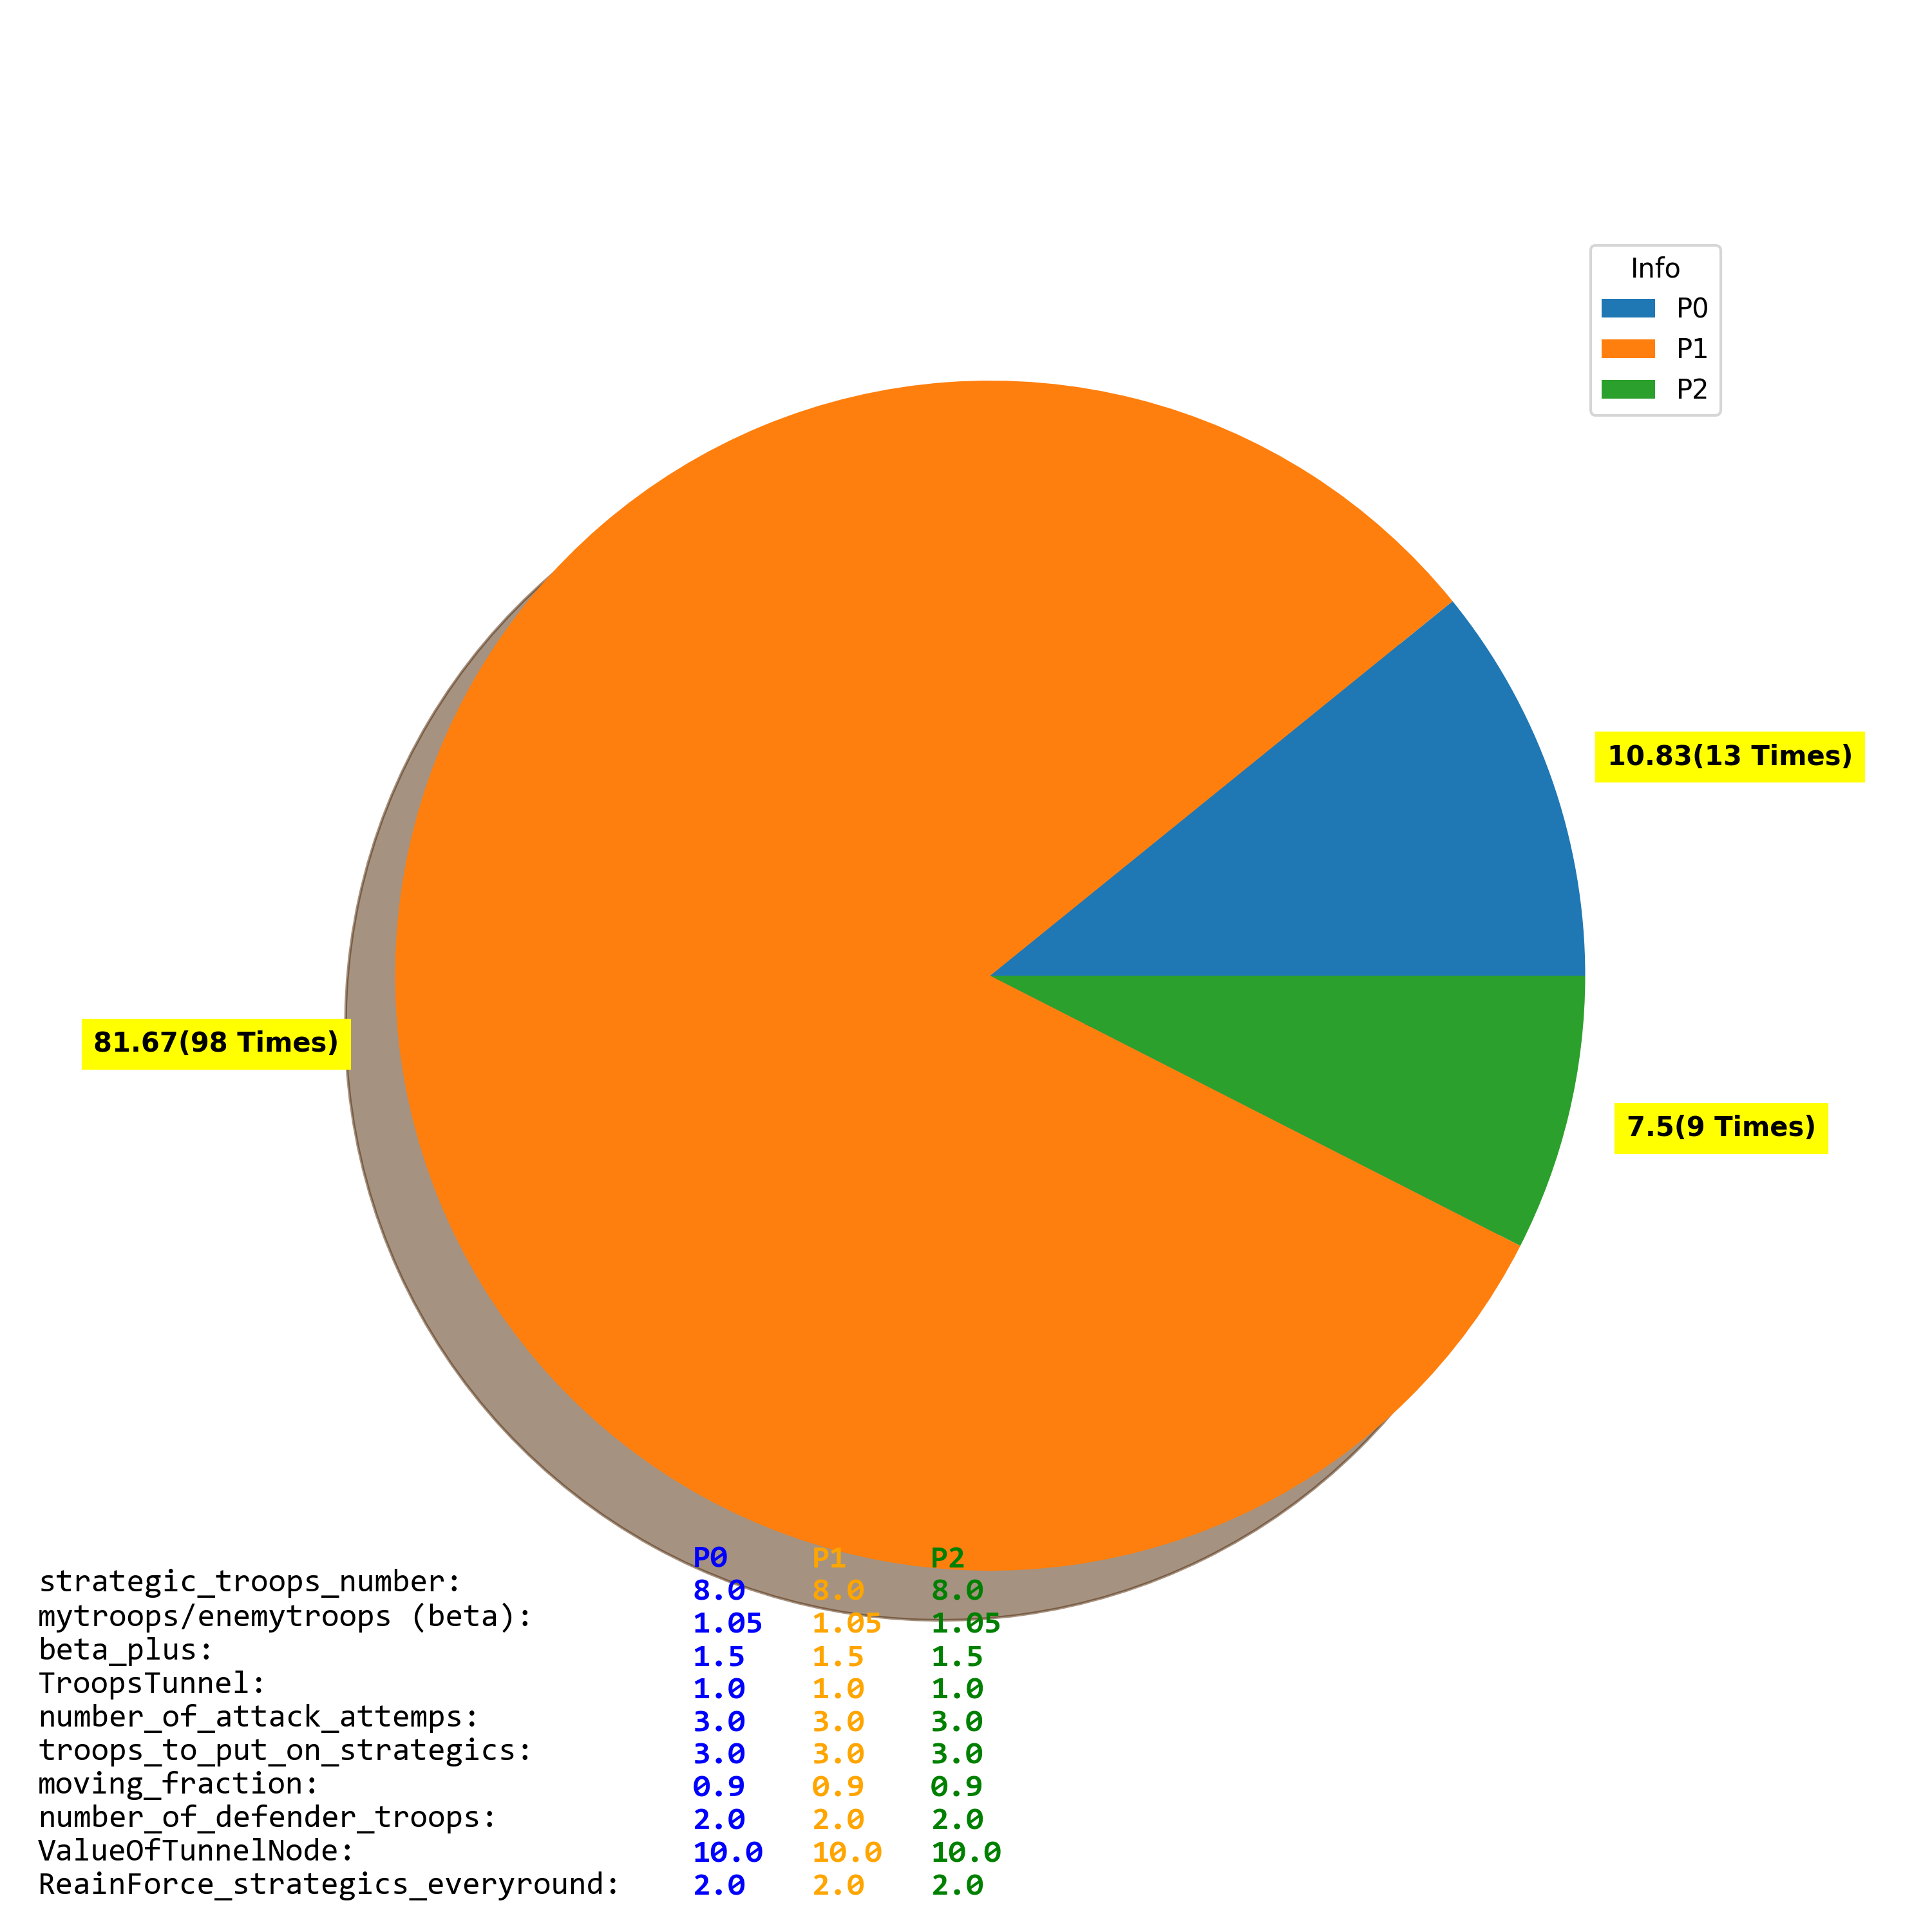 Info
P0
P1
P2
10.83(13 Times)
81.67(98 Times)
7.5(9 Times)
P0 P1 P2
strategic_troops_number: 8.0 8.0 8.0
mytroops/enemytroops (beta): 1.05 1.05 1.05
beta_plus: 1.5 1.5 1.5
TroopsTunnel: 1.0 1.0 1.0
number_of_attack_attemps: 3.0 3.0 3.0
troops_to_put_on_strategics: 3.0 3.0 3.0
moving_fraction: 0.9 0.9 0.9
number_of_defender_troops: 2.0 2.0 2.0
ValueOfTunnelNode: 10.0 10.0 10.0
ReainForce_strategics_everyround: 2.0 2.0 2.0